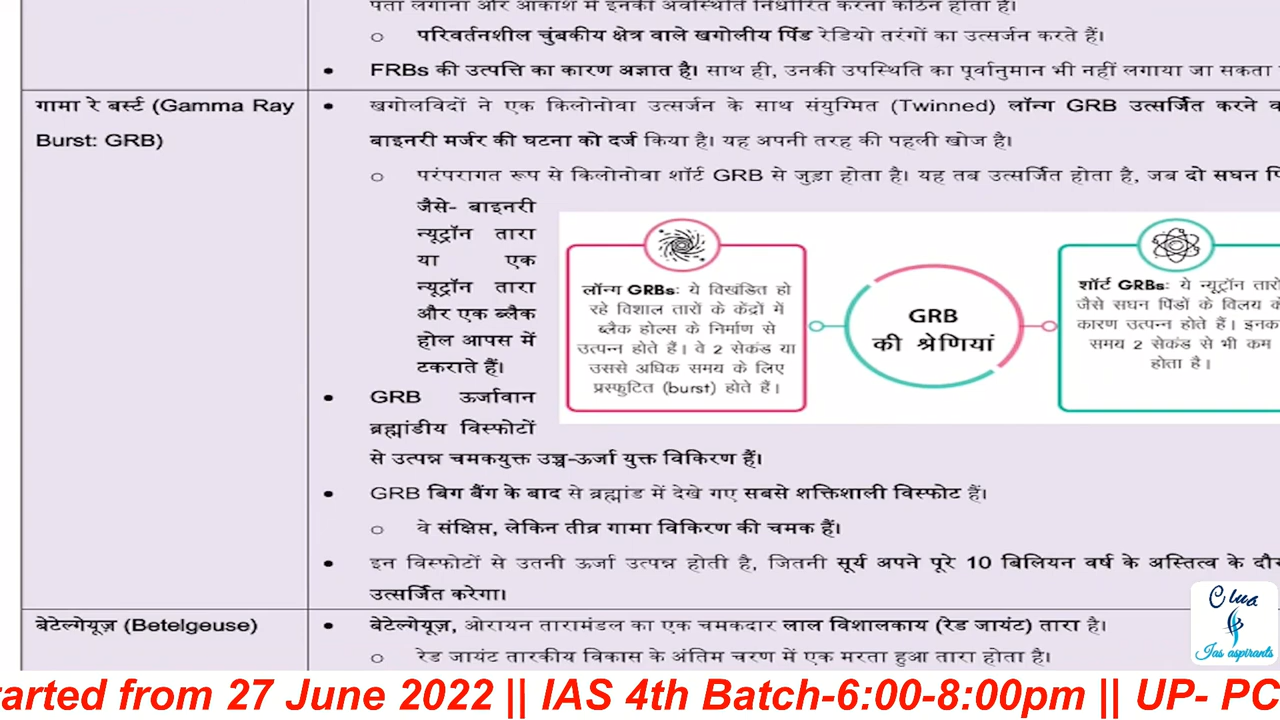 पता लगाना और आकाश में इनकी अवस्थिति निर्धारित करना कठिन होता है।
o परिवर्तनशील चुंबकीय क्षेत्र वाले खगोलीय पिंड रेडियो तरंगों का उत्सर्जन करते हैं।
• FRBs की उत्पत्ति का कारण अज्ञात है। साथ ही, उनकी उपस्थिति का पूर्वानुमान भी नहीं लगाया जा सकता
गामा रे बर्स्ट (Gamma Ray
Burst: GRB)
• खगोलविदों ने एक किलोनोवा उत्सर्जन के साथ संयुग्मित (Twinned) लॉन्ग GRB उत्सर्जित करने
बाइनरी मर्जर की घटना को दर्ज किया है। यह अपनी तरह की पहली खोज है।
o परंपरागत रूप से किलोनोवा शॉर्ट GRB से जुड़ा होता है। यह तब उत्सर्जित होता है, जब दो सघन
जैसे- बाइनरी
न्यूट्रॉन तारा
या एक
न्यूट्रॉन तारा
और एक ब्लैक
होल आपस में
टकराते हैं।
लॉन्ग GRBs: ये विखंडित हो
रहे विशाल तारों के केंद्रों में
ब्लैक होल्स के निर्माण से
उत्पन्न होते हैं। वे 2 सेकंड या
उससे अधिक समय के लिए
प्रस्फुटित (burst) होते हैं।
GRB
की श्रेणियां
शॉर्ट GRBs: ये न्यूट्रॉन तारों
जैसे सघन पिंडों के विलय के
कारण उत्पन्न होते हैं। इनका
समय 2 सेकंड से भी कम
होता है।
• GRB ऊर्जावान
ब्रह्मांडीय विस्फोटों
से उत्पन्न चमकयुक्त उच्च-ऊर्जा युक्त विकिरण हैं।
• GRB बिग बैंग के बाद से ब्रह्मांड में देखे गए सबसे शक्तिशाली विस्फोट हैं।
o वे संक्षिप्त, लेकिन तीव्र गामा विकिरण की चमक हैं।
• इन विस्फोटों से उतनी ऊर्जा उत्पन्न होती है, जितनी सूर्य अपने पूरे 10 बिलियन वर्ष के अस्तित्व के
उत्सर्जित करेगा।
बेटेल्गेयूज़ (Betelgeuse)
• बेटेल्गेयूज़, ओरायन तारामंडल का एक चमकदार लाल विशालकाय (रेड जायंट) तारा है।
o रेड जायंट तारकीय विकास के अंतिम चरण में एक मरता हुआ तारा होता है।
Clue
Ias aspirants
tarted from 27 June 2022 || IAS 4th Batch-6:00-8:00pm || UP- PC